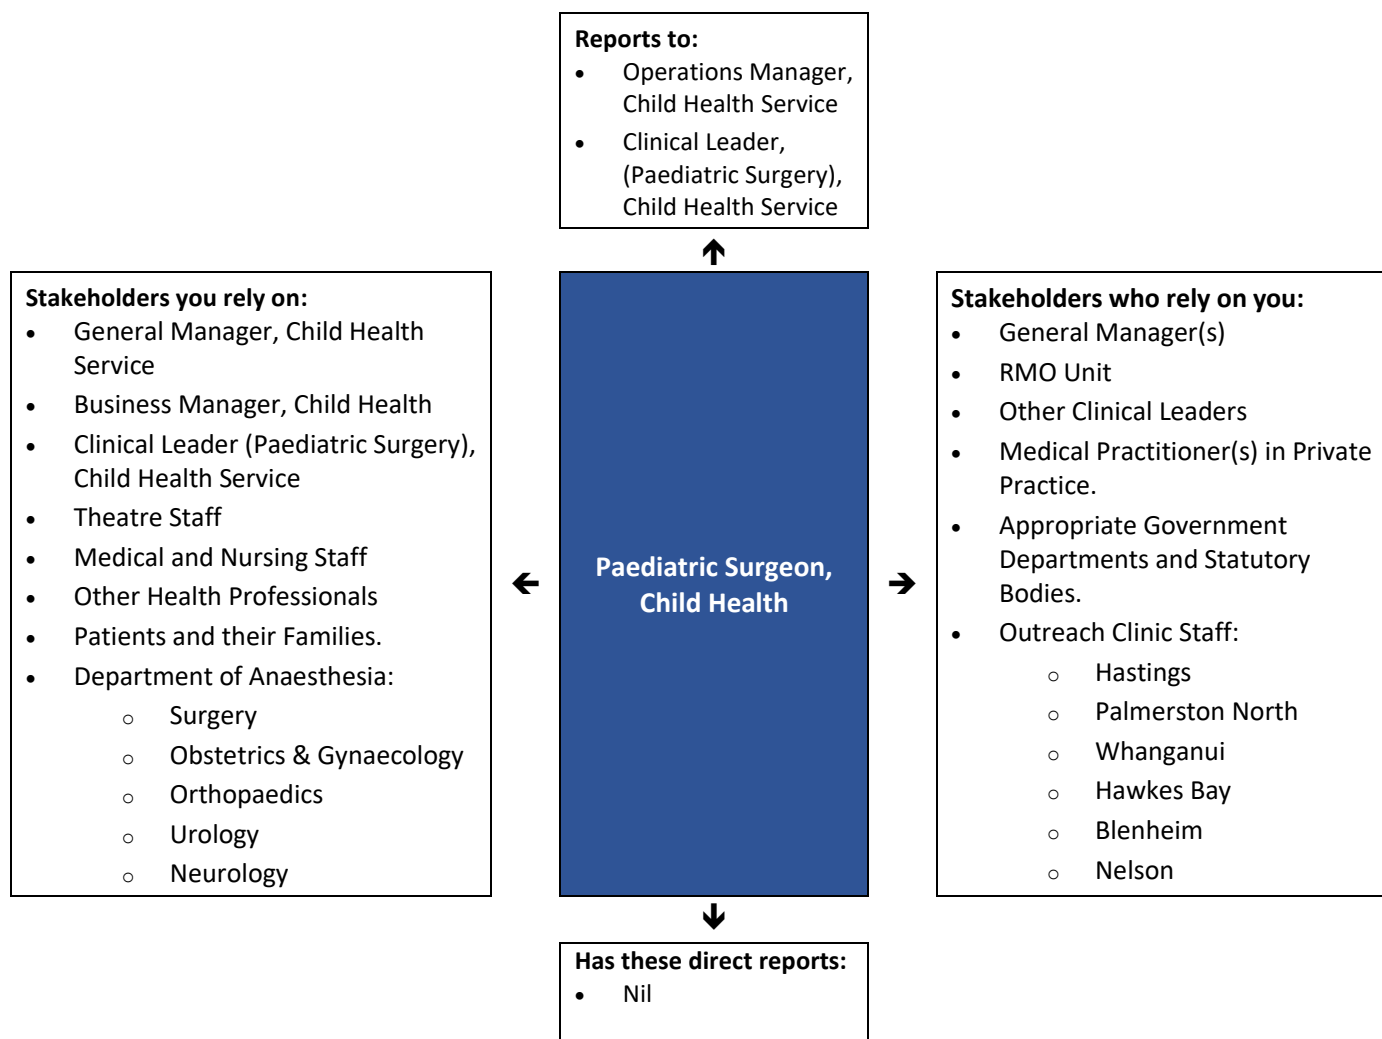 Reports to:
• Operations Manager,
Child Health Service
• Clinical Leader,
(Paediatric Surgery),
Child Health Service
Stakeholders you rely on:
• General Manager, Child Health
Service
• Business Manager, Child Health
• Clinical Leader (Paediatric Surgery),
Child Health Service
• Theatre Staff
• Medical and Nursing Staff
• Other Health Professionals
• Patients and their Families.
• Department of Anaesthesia:
o Surgery
o Obstetrics & Gynaecology
o Orthopaedics
o Urology
o Neurology
Paediatric Surgeon,
Child Health
Stakeholders who rely on you:
• General Manager(s)
• RMO Unit
• Other Clinical Leaders
• Medical Practitioner(s) in Private
Practice.
• Appropriate Government
Departments and Statutory
Bodies.
• Outreach Clinic Staff:
o Hastings
o Palmerston North
o Whanganui
o Hawkes Bay
o Blenheim
o Nelson
Has these direct reports:
• Nil